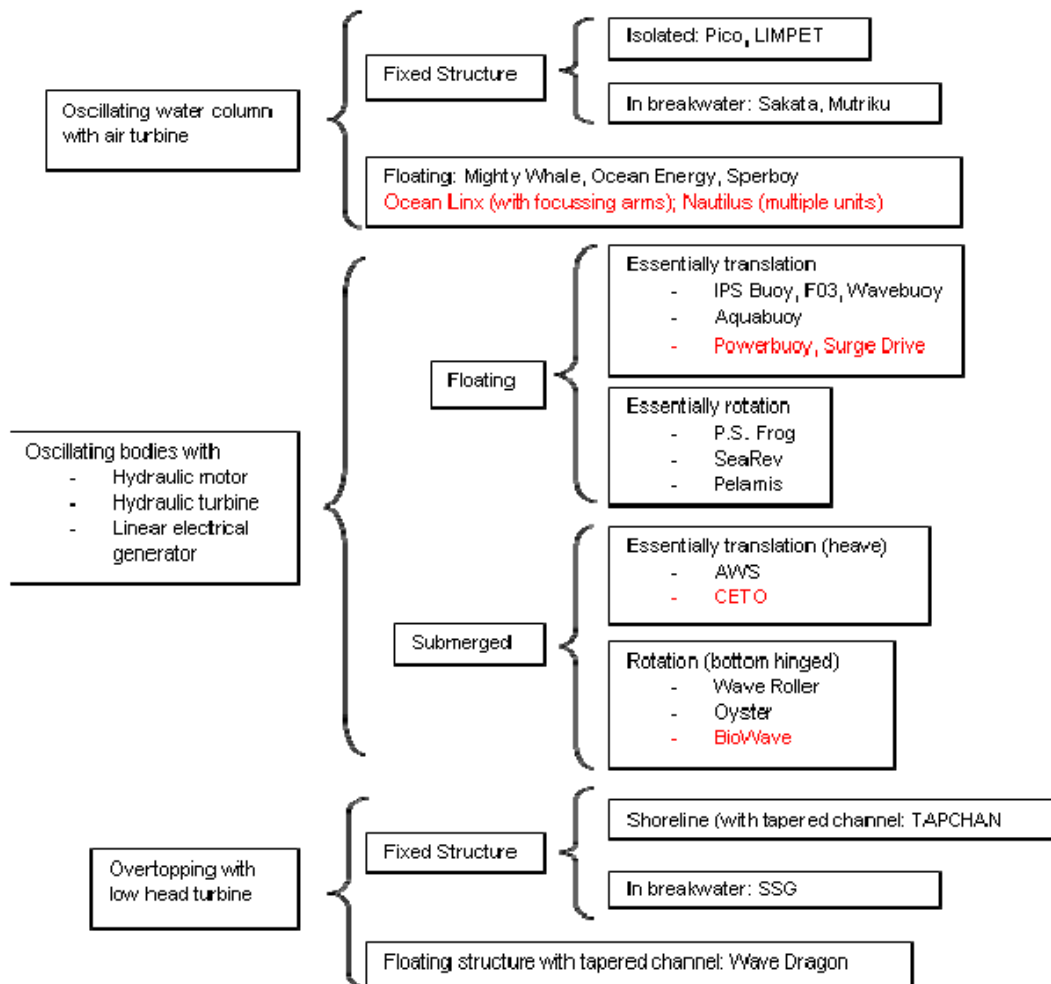 Oscillating water column
with air turbine
Fixed Structure
Isolated: Pico, LIMPET
In breakwater: Sakata, Mutriku
Floating: Mighty Whale, Ocean Energy, Sperboy
Ocean Linx (with focussing arms); Nautilus (multiple units)
Oscillating bodies with
- Hydraulic motor
- Hydraulic turbine
- Linear electrical
generator
Floating
Essentially translation
- IPS Buoy, F03, Wavebuoy
- Aquabuoy
- Powerbuoy, Surge Drive
Essentially rotation
- P.S. Frog
- SeaRev
- Pelamis
Submerged
Essentially translation (heave)
- AWS
- CETO
Rotation (bottom hinged)
- Wave Roller
- Oyster
- BioWave
Overtopping with
low head turbine
Fixed Structure
Shoreline (with tapered channel: TAPCHAN
In breakwater: SSG
Floating structure with tapered channel: Wave Dragon